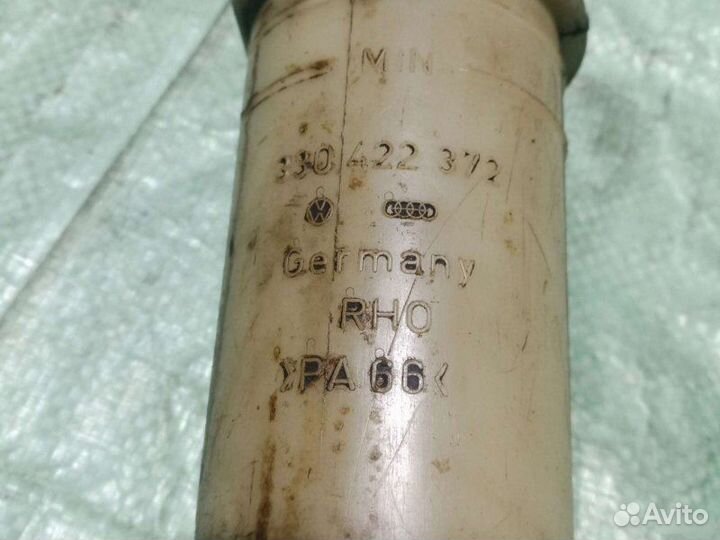 MIN
330 422 372
Germany
RHO
>PA 66<
Avito